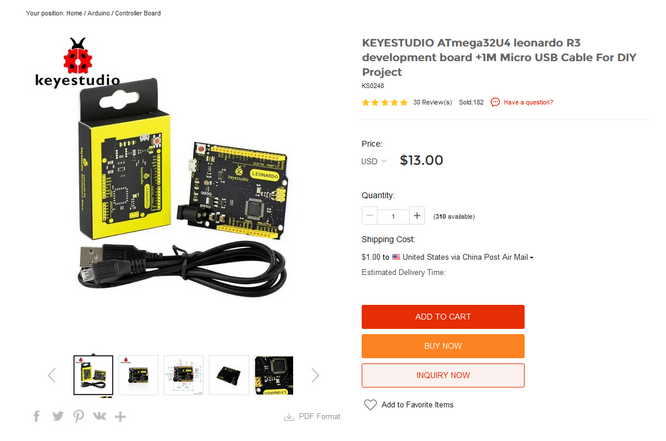 Your position: Home / Arduino / Controller Board
keyestudio
KEYESTUDIO ATmega32U4 leonardo R3
development board +1M Micro USB Cable For DIY
Project
KS0248
30 Review(s) Sold:182 Have a question?
Price:
USD $13.00
Quantity:
1 (310 available)
Shipping Cost:
$1.00 to United States via China Post Air Mail
Estimated Delivery Time:
ADD TO CART
BUY NOW
INQUIRY NOW
Add to Favorite Items
keyestudio
LEONARDO
PDF Format